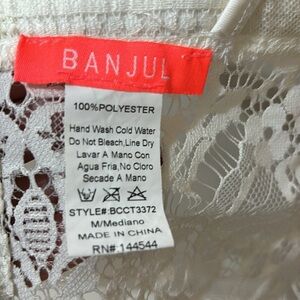 BANJUL
100%POLYESTER
Hand Wash Cold Water
Do Not Bleach,Line Dry
Lavar A Mano Con
Agua Fria,No Cloro
Secade A Mano
STYLE#:BCCT3372
M/Mediano
MADE IN CHINA
RN#:144544